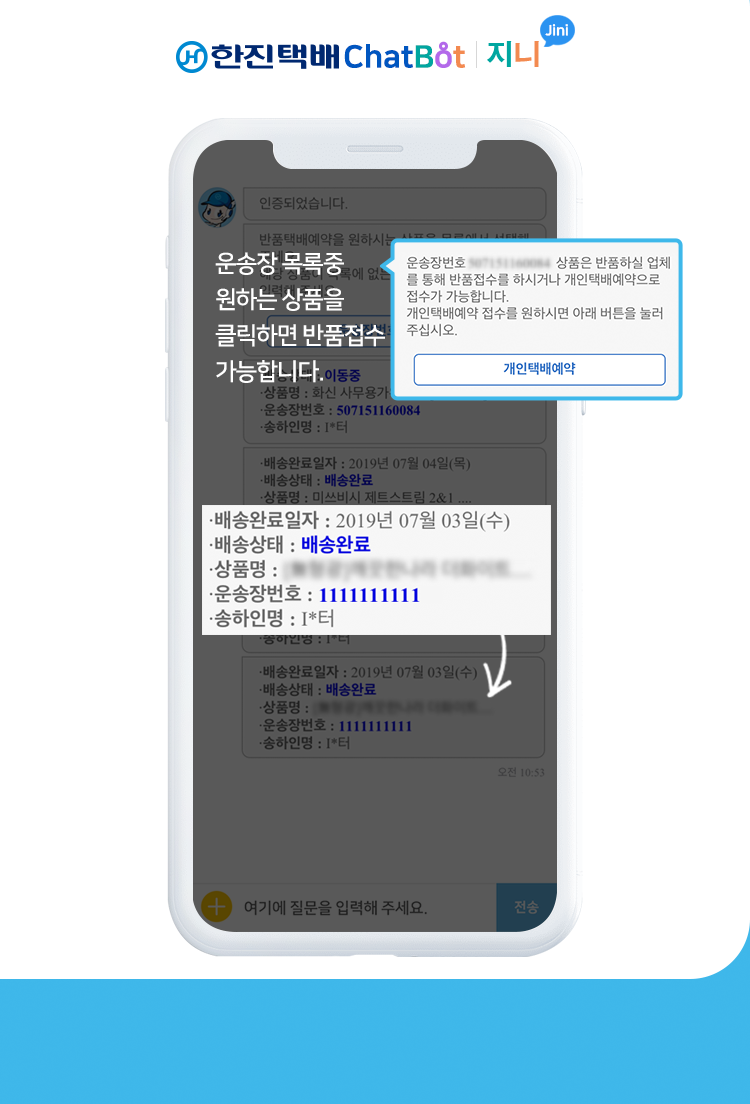 한진택배 ChatBot 지니 Jini
인증되었습니다.
반품택배예약을 원하시는 상품을 목록에서 선택해
운송장 목록중
원하는 상품을
클릭하면 반품접수
가능합니다.
운송장번호 상품은 반품하실 업체
를 통해 반품접수를 하시거나 개인택배예약으로
접수가 가능합니다.
개인택배예약 접수를 원하시면 아래 버튼을 눌러
주십시오.
개인택배예약
이동중
·상품명 : 화신 사무용가
·운송장번호 : 507151160084
·송하인명 : I*터
·배송완료일자 : 2019년 07월 04일(목)
·배송상태 : 배송완료
·상품명 : 미쓰비시 제트스트림 2&1 ....
·배송완료일자 : 2019년 07월 03일(수)
·배송상태 : 배송완료
·상품명 :
·운송장번호 : 1111111111
·송하인명 : I*터
·송하인명 : I*터
·배송완료일자 : 2019년 07월 03일(수)
·배송상태 : 배송완료
·상품명 :
·운송장번호 : 1111111111
·송하인명 : I*터
오전 10:53
여기에 질문을 입력해 주세요.
전송